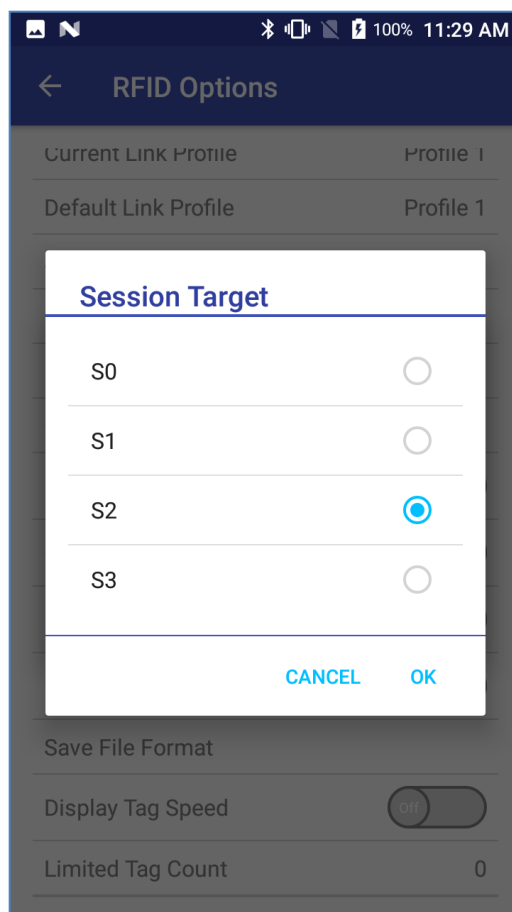 100% 11:29 AM
RFID Options
Current Link Profile Profile 1
Default Link Profile Profile 1
Session Target
S0
S1
S2
S3
CANCEL OK
Save File Format
Display Tag Speed Off
Limited Tag Count 0